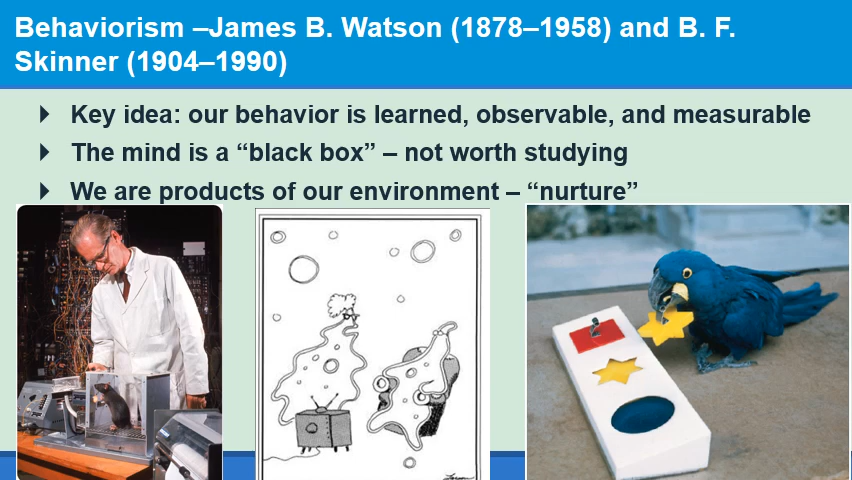 Behaviorism –James B. Watson (1878–1958) and B. F.
Skinner (1904–1990)
Key idea: our behavior is learned, observable, and measurable
The mind is a “black box” – not worth studying
We are products of our environment – “nurture”
Larson